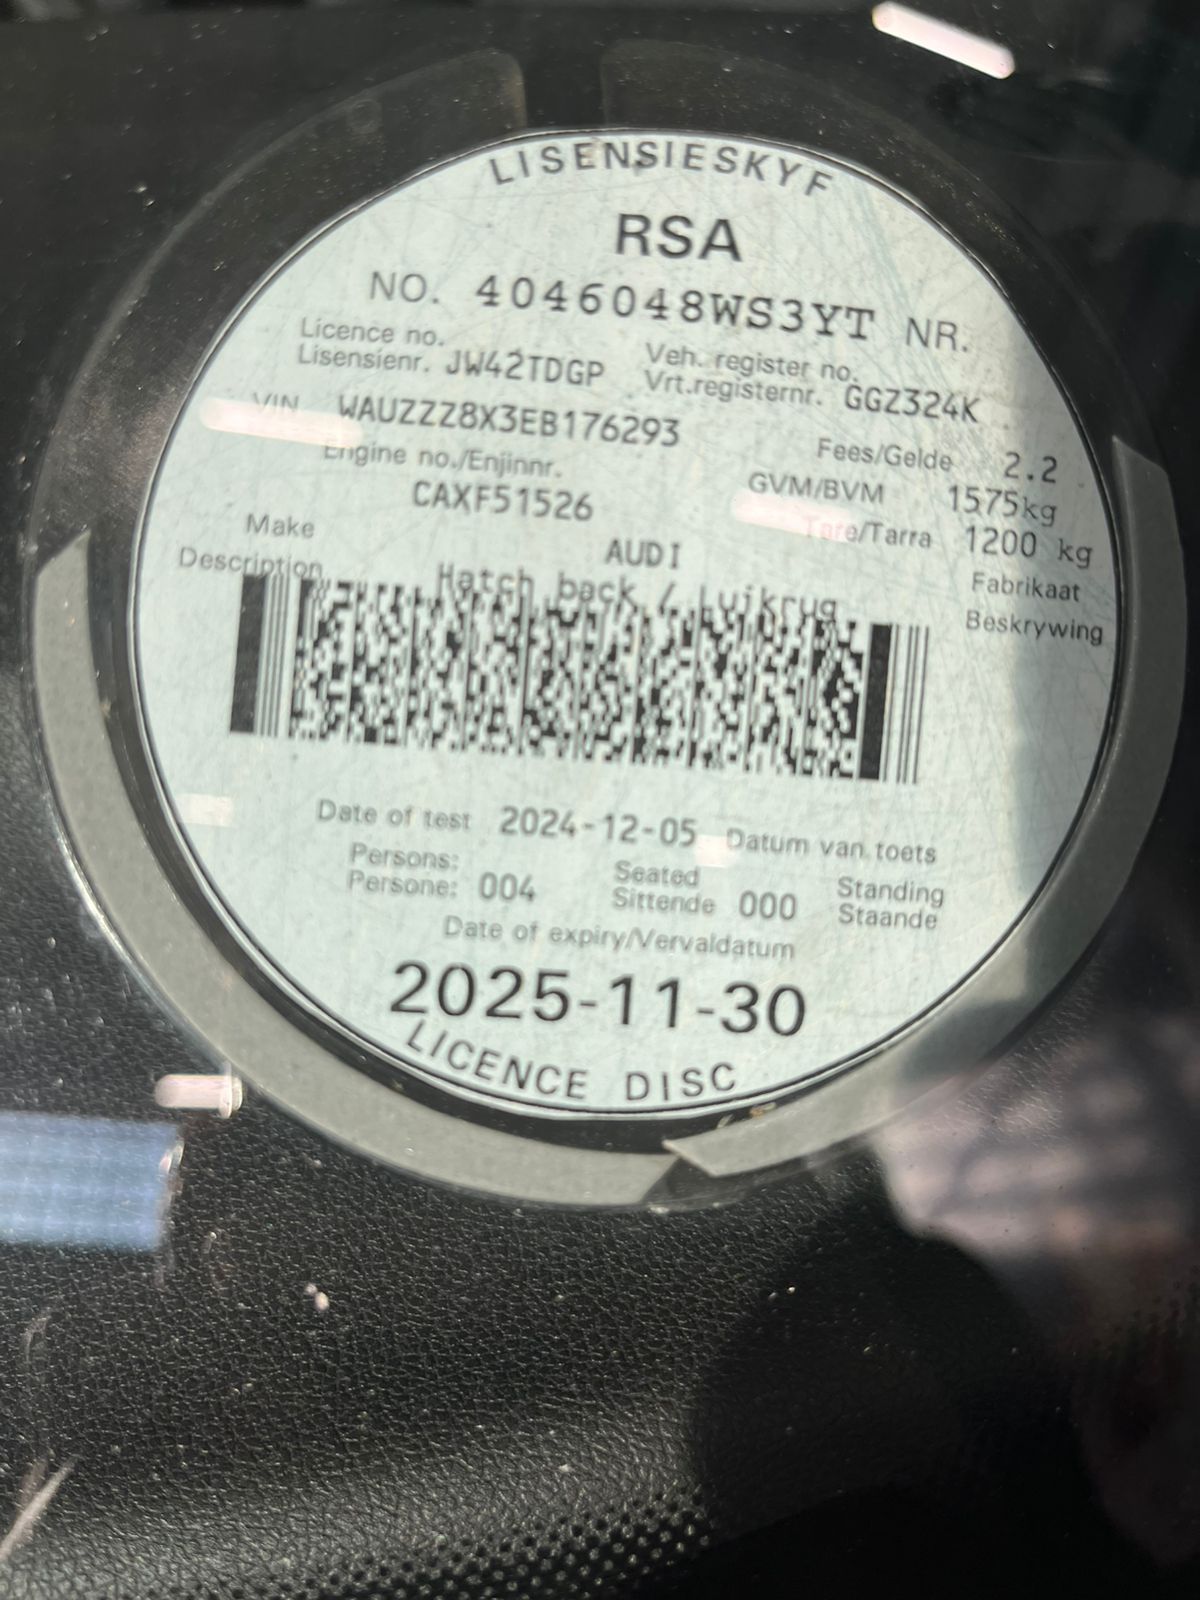 LISENSIESKYF
RSA
NO. 4046048WS3YT NR.
Licence no.
Lisensienr. JW42TDGP
Veh. register no.
Vrt.registernr. GGZ324K
VIN WAUZZZ8X3EB176293
Engine no./Enjinnr.
CAXF51526
Fees/Gelde 2.2
GVM/BVM 1575kg
Tare/Tarra 1200 kg
Make AUDI Fabrikaat
Description Hatch back / Luikrug Beskrywing
Date of test 2024-12-05 Datum van toets
Persons: Seated Standing
Persone: 004 Sittende 000 Staande
Date of expiry/Vervaldatum
2025-11-30
LICENCE DISC